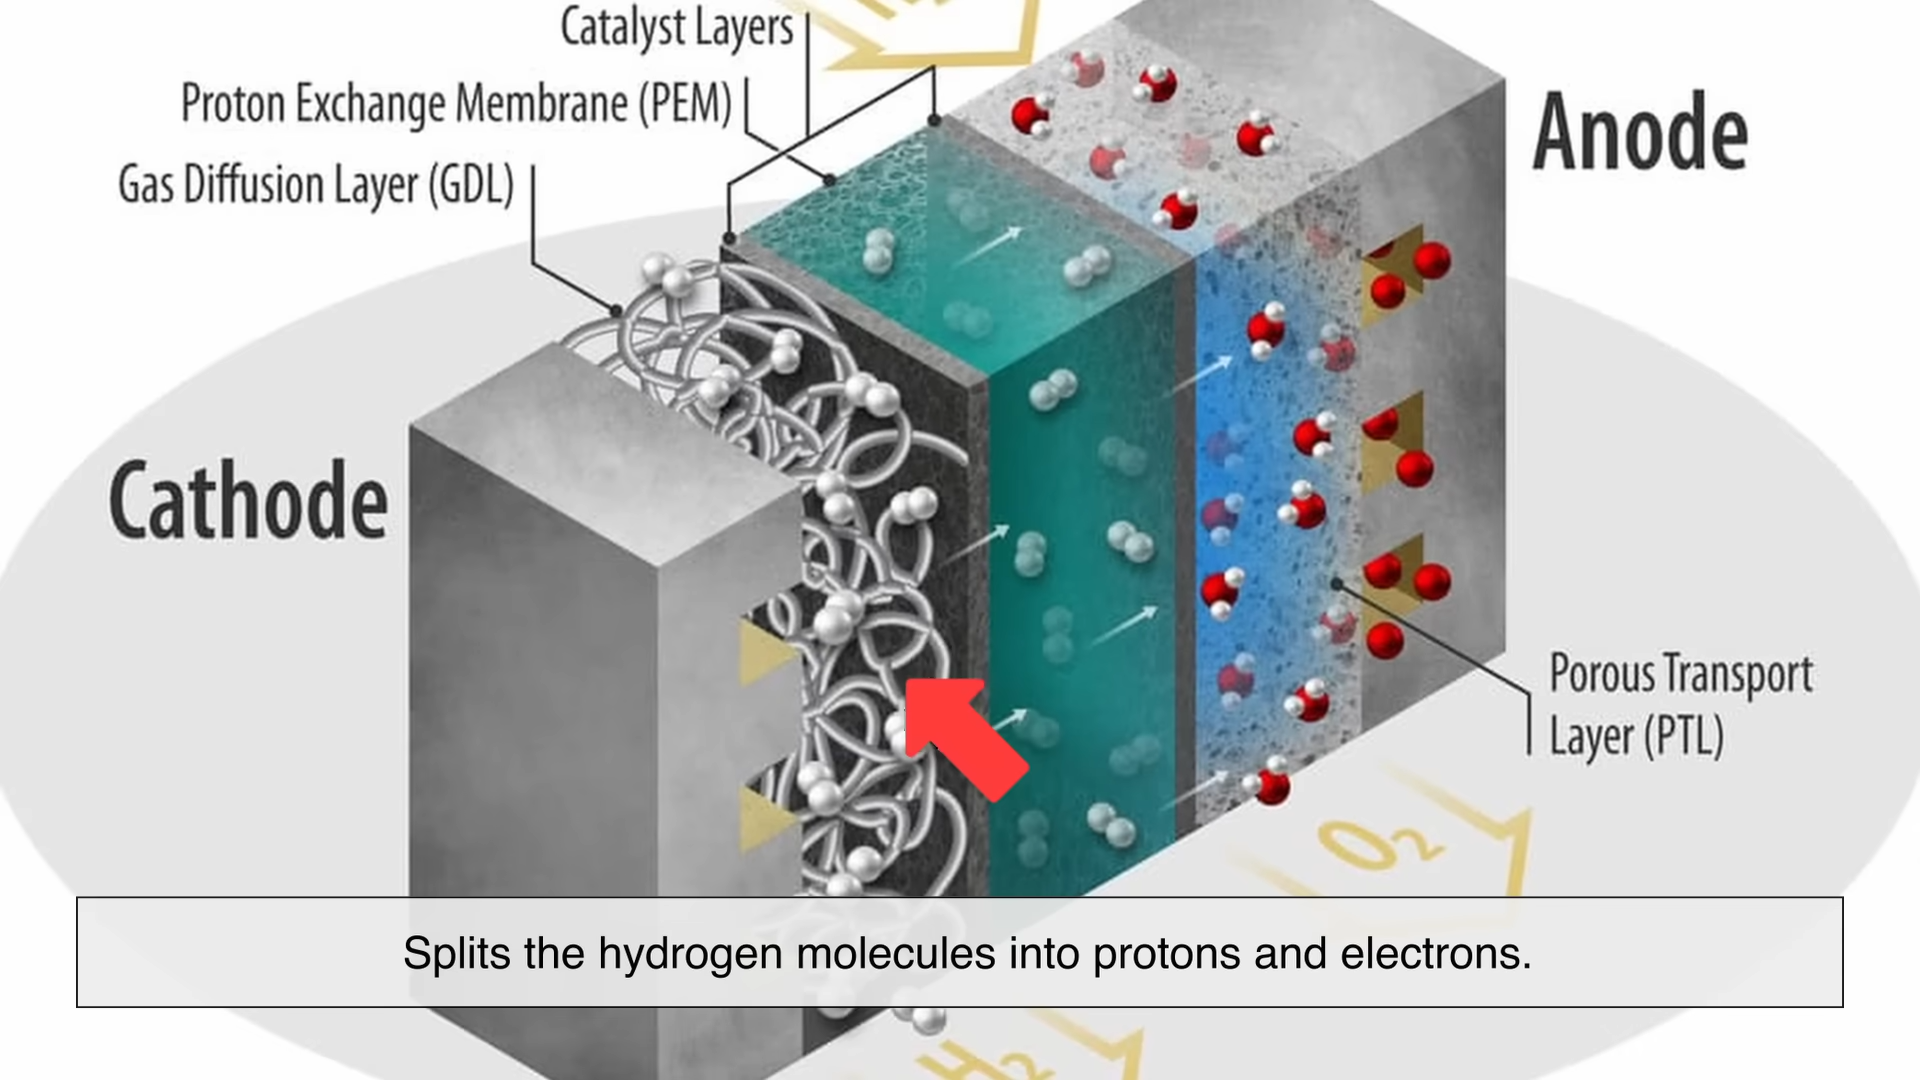 Catalyst Layers
Proton Exchange Membrane (PEM)
Gas Diffusion Layer (GDL)
Anode
Cathode
Porous Transport
Layer (PTL)
O2
Splits the hydrogen molecules into protons and electrons.
H2